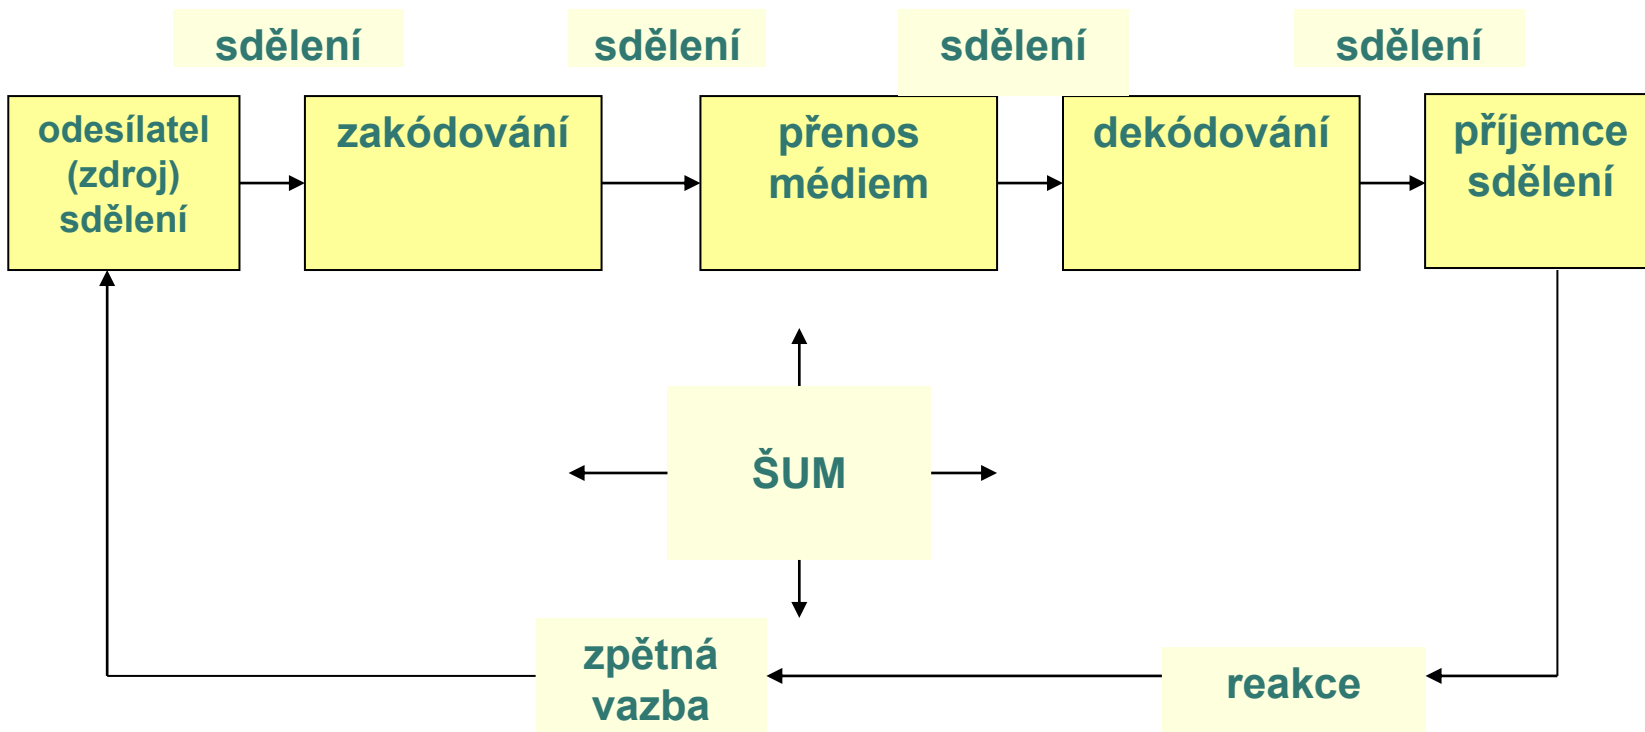 sdělení
sdělení
sdělení
sdělení
odesílatel
(zdroj)
sdělení
zakódování
přenos
médiem
dekódování
příjemce
sdělení
ŠUM
zpětná
vazba
reakce